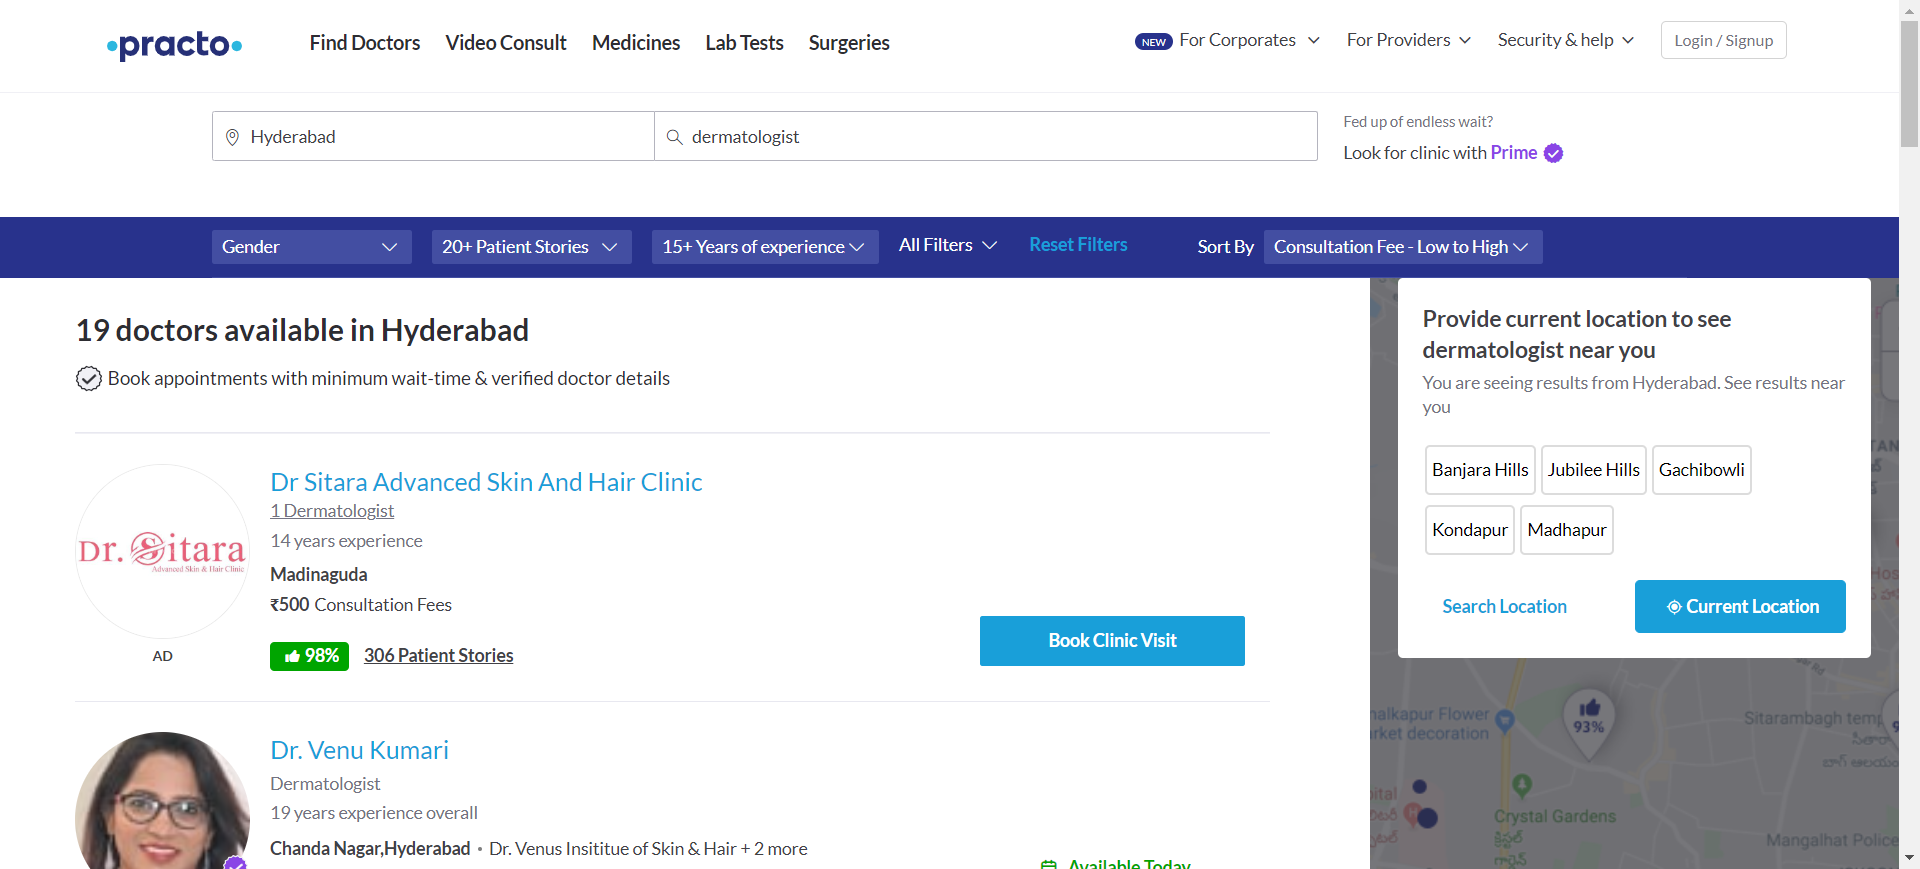 practo
Find Doctors
Video Consult
Medicines
Lab Tests
Surgeries
NEW For Corporates
For Providers
Security & help
Login / Signup
Hyderabad
dermatologist
Fed up of endless wait?
Look for clinic with Prime
Gender
20+ Patient Stories
15+ Years of experience
All Filters
Reset Filters
Sort By
Consultation Fee - Low to High
19 doctors available in Hyderabad
Book appointments with minimum wait-time & verified doctor details
Dr. Sitara
Advanced Skin & Hair Clinic
AD
Dr Sitara Advanced Skin And Hair Clinic
1 Dermatologist
14 years experience
Madinaguda
₹500 Consultation Fees
98% 306 Patient Stories
Book Clinic Visit
Dr. Venu Kumari
Dermatologist
19 years experience overall
Chanda Nagar,Hyderabad • Dr. Venus Insititue of Skin & Hair + 2 more
Available Today
Provide current location to see
dermatologist near you
You are seeing results from Hyderabad. See results near
you
Banjara Hills
Jubilee Hills
Gachibowli
Kondapur
Madhapur
Search Location
Current Location
Flower
decoration
93%
Sitarambagh
Crystal Gardens
క్రిస్టల్
గార్డెన్
Mangalhat Police